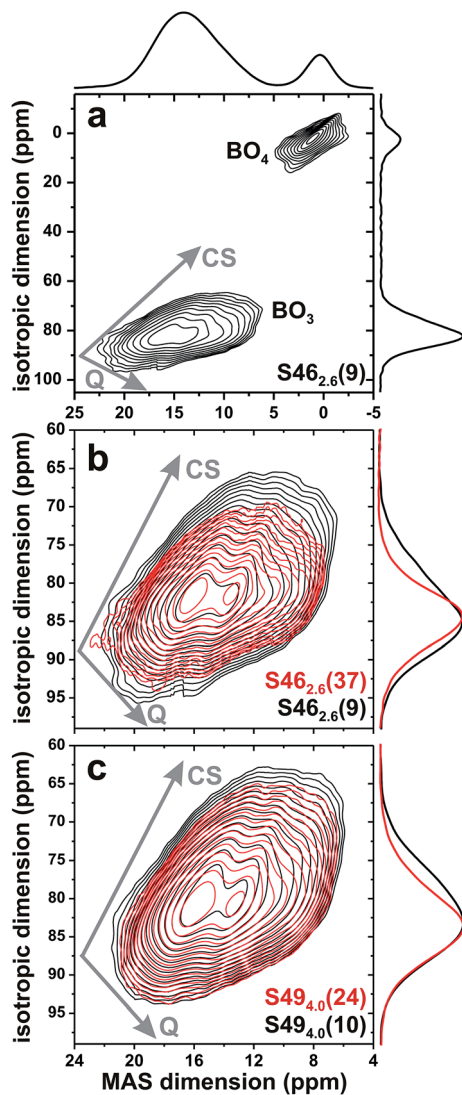 a
isotropic dimension (ppm)
0
20
40
60
80
100
BO4
BO3
CS
Q
S462.6(9)
25 20 15 10 5 0 -5
b
isotropic dimension (ppm)
60
65
70
75
80
85
90
95
CS
Q
S462.6(37)
S462.6(9)
c
isotropic dimension (ppm)
60
65
70
75
80
85
90
95
CS
Q
S494.0(24)
S494.0(10)
24 20 16 12 8 4
MAS dimension (ppm)